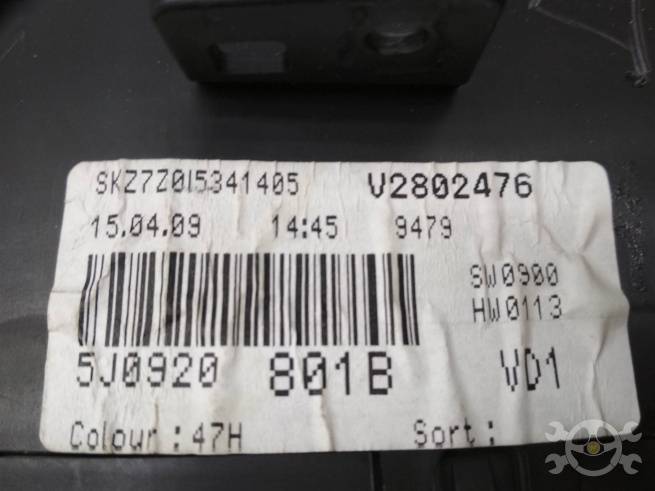 SKZ7Z0I5341405 V2802476
15.04.09 14:45 9479
SW0900
HW0113
5J0920 801B VD1
Colour : 47H Sort :